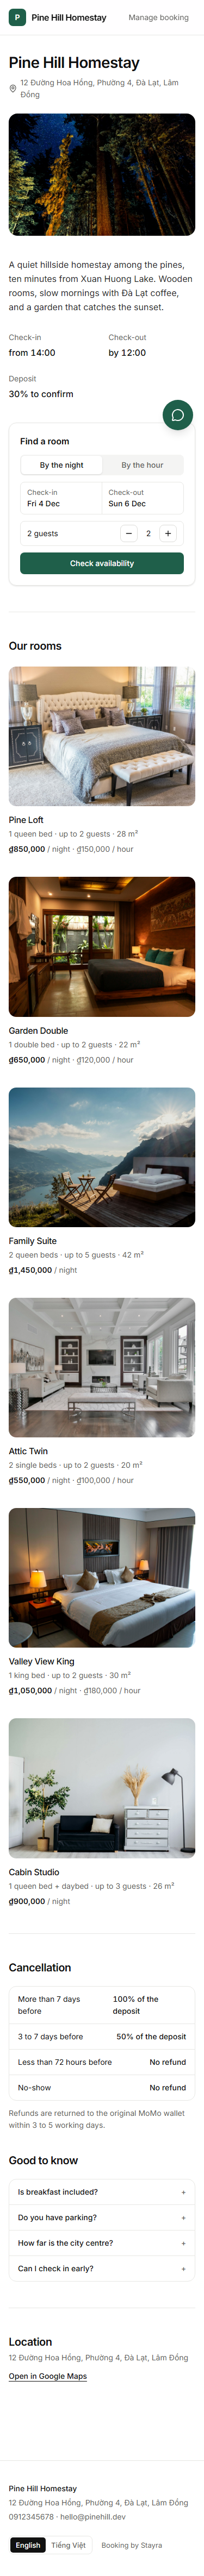 P Pine Hill Homestay Manage booking
Pine Hill Homestay
12 Đường Hoa Hồng, Phường 4, Đà Lạt, Lâm
Đồng
A quiet hillside homestay among the pines,
ten minutes from Xuan Huong Lake. Wooden
rooms, slow mornings with Đà Lạt coffee,
and a garden that catches the sunset.
Check-in Check-out
from 14:00 by 12:00
Deposit
30% to confirm
Find a room
By the night By the hour
Check-in Check-out
Fri 4 Dec Sun 6 Dec
2 guests − 2 +
Check availability
Our rooms
Pine Loft
1 queen bed · up to 2 guests · 28 m²
₫850,000 / night · ₫150,000 / hour
Garden Double
1 double bed · up to 2 guests · 22 m²
₫650,000 / night · ₫120,000 / hour
Family Suite
2 queen beds · up to 5 guests · 42 m²
₫1,450,000 / night
Attic Twin
2 single beds · up to 2 guests · 20 m²
₫550,000 / night · ₫100,000 / hour
Valley View King
1 king bed · up to 2 guests · 30 m²
₫1,050,000 / night · ₫180,000 / hour
Cabin Studio
1 queen bed + daybed · up to 3 guests · 26 m²
₫900,000 / night
Cancellation
More than 7 days 100% of the
before deposit
3 to 7 days before 50% of the deposit
Less than 72 hours before No refund
No-show No refund
Refunds are returned to the original MoMo wallet
within 3 to 5 working days.
Good to know
Is breakfast included? +
Do you have parking? +
How far is the city centre? +
Can I check in early? +
Location
12 Đường Hoa Hồng, Phường 4, Đà Lạt, Lâm Đồng
Open in Google Maps
Pine Hill Homestay
12 Đường Hoa Hồng, Phường 4, Đà Lạt, Lâm Đồng
0912345678 · hello@pinehill.dev
English Tiếng Việt Booking by Stayra